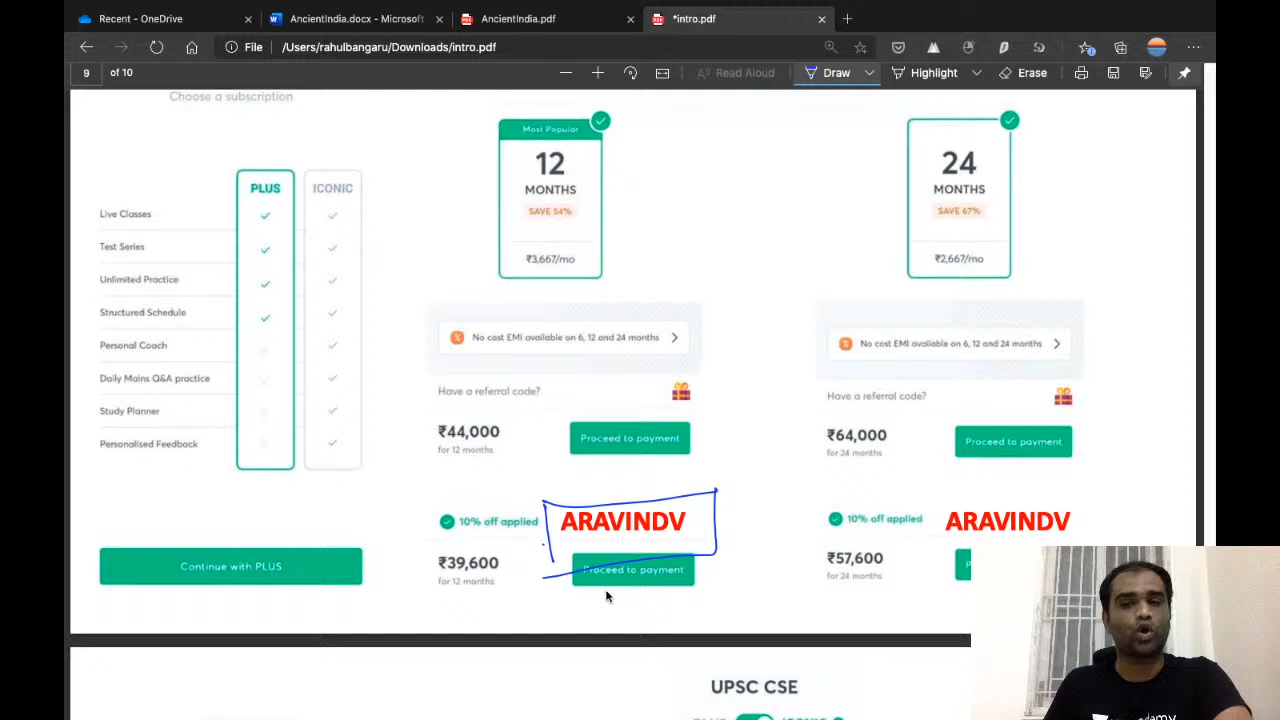 Recent - OneDrive
AncientIndia.docx - Microsoft
AncientIndia.pdf
*intro.pdf
File
/Users/rahulbangaru/Downloads/intro.pdf
9 of 10
Read Aloud
Draw
Highlight
Erase
Choose a subscription
PLUS ICONIC
Live Classes
Test Series
Unlimited Practice
Structured Schedule
Personal Coach
Daily Mains Q&A practice
Study Planner
Personalised Feedback
Continue with PLUS
Most Popular
12
MONTHS
SAVE 54%
₹3,667/mo
No cost EMI available on 6, 12 and 24 months
Have a referral code?
₹44,000
for 12 months
Proceed to payment
10% off applied
ARAVINDV
₹39,600
for 12 months
Proceed to payment
24
MONTHS
SAVE 67%
₹2,667/mo
No cost EMI available on 6, 12 and 24 months
Have a referral code?
₹64,000
for 24 months
Proceed to payment
10% off applied
ARAVINDV
₹57,600
for 24 months
UPSC CSE